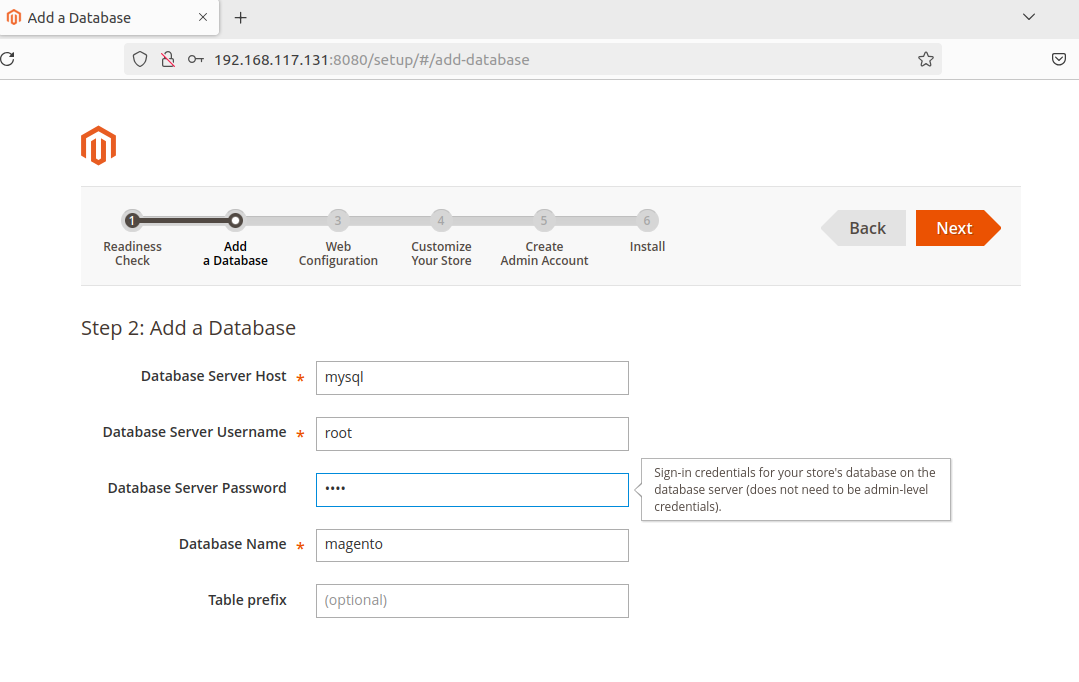 Add a Database
192.168.117.131:8080/setup/#/add-database
1
3
4
5
6
Readiness
Check
Add
a Database
Web
Configuration
Customize
Your Store
Create
Admin Account
Install
Back
Next
Step 2: Add a Database
Database Server Host * mysql
Database Server Username * root
Database Server Password ••••
Sign-in credentials for your store's database on the
database server (does not need to be admin-level
credentials).
Database Name * magento
Table prefix (optional)